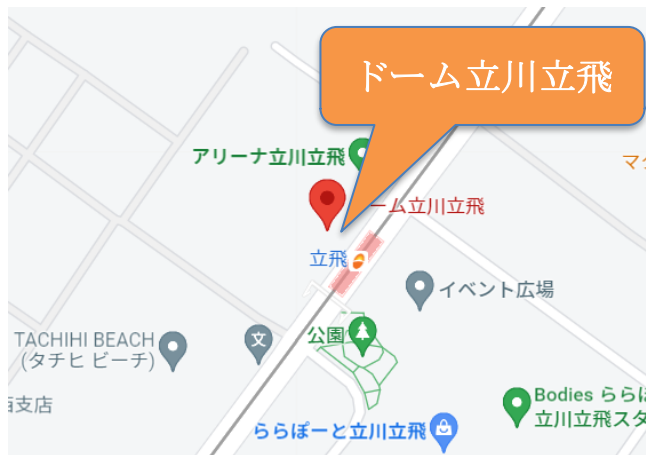 ドーム立川立飛
アリーナ立川立飛
ーム立川立飛
立飛
イベント広場
TACHIHI BEACH
(タチヒ ビーチ)
文
公園
支店
Bodies らら
立川立飛スタ
ららぽーと立川立飛